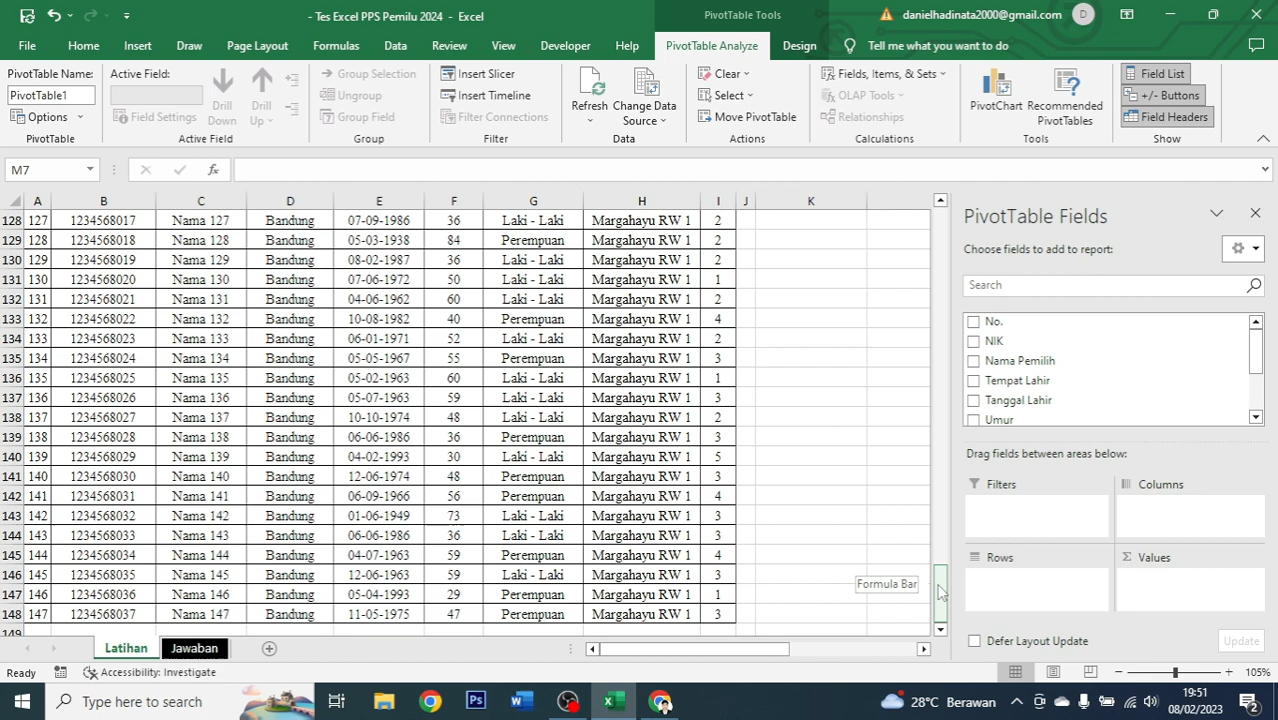 - Tes Excel PPS Pemilu 2024 - Excel
PivotTable Tools
danielhadinata2000@gmail.com
D
File Home Insert Draw Page Layout Formulas Data Review View Developer Help PivotTable Analyze Design Tell me what you want to do
PivotTable Name:
PivotTable1
Options
PivotTable
Active Field:
Field Settings
Drill Down
Drill Up
Active Field
Group Selection
Ungroup
Group Field
Group
Insert Slicer
Insert Timeline
Filter Connections
Filter
Refresh
Change Data Source
Data
Clear
Select
Move PivotTable
Actions
Fields, Items, & Sets
OLAP Tools
Relationships
Calculations
PivotChart
Recommended PivotTables
Tools
Field List
+/- Buttons
Field Headers
Show
M7
fx
A B C D E F G H I J K
128 127 1234568017 Nama 127 Bandung 07-09-1986 36 Laki - Laki Margahayu RW 1 2
129 128 1234568018 Nama 128 Bandung 05-03-1938 84 Perempuan Margahayu RW 1 2
130 129 1234568019 Nama 129 Bandung 08-02-1987 36 Laki - Laki Margahayu RW 1 2
131 130 1234568020 Nama 130 Bandung 07-06-1972 50 Laki - Laki Margahayu RW 1 1
132 131 1234568021 Nama 131 Bandung 04-06-1962 60 Laki - Laki Margahayu RW 1 2
133 132 1234568022 Nama 132 Bandung 10-08-1982 40 Perempuan Margahayu RW 1 4
134 133 1234568023 Nama 133 Bandung 06-01-1971 52 Laki - Laki Margahayu RW 1 2
135 134 1234568024 Nama 134 Bandung 05-05-1967 55 Perempuan Margahayu RW 1 3
136 135 1234568025 Nama 135 Bandung 05-02-1963 60 Laki - Laki Margahayu RW 1 1
137 136 1234568026 Nama 136 Bandung 05-07-1963 59 Laki - Laki Margahayu RW 1 3
138 137 1234568027 Nama 137 Bandung 10-10-1974 48 Laki - Laki Margahayu RW 1 2
139 138 1234568028 Nama 138 Bandung 06-06-1986 36 Perempuan Margahayu RW 1 3
140 139 1234568029 Nama 139 Bandung 04-02-1993 30 Laki - Laki Margahayu RW 1 5
141 140 1234568030 Nama 140 Bandung 12-06-1974 48 Perempuan Margahayu RW 1 3
142 141 1234568031 Nama 141 Bandung 06-09-1966 56 Perempuan Margahayu RW 1 4
143 142 1234568032 Nama 142 Bandung 01-06-1949 73 Laki - Laki Margahayu RW 1 3
144 143 1234568033 Nama 143 Bandung 06-06-1986 36 Laki - Laki Margahayu RW 1 3
145 144 1234568034 Nama 144 Bandung 04-07-1963 59 Perempuan Margahayu RW 1 4
146 145 1234568035 Nama 145 Bandung 12-06-1963 59 Laki - Laki Margahayu RW 1 3
147 146 1234568036 Nama 146 Bandung 05-04-1993 29 Perempuan Margahayu RW 1 1
148 147 1234568037 Nama 147 Bandung 11-05-1975 47 Perempuan Margahayu RW 1 3
149
Formula Bar
PivotTable Fields
Choose fields to add to report:
Search
No.
NIK
Nama Pemilih
Tempat Lahir
Tanggal Lahir
Umur
Drag fields between areas below:
Filters
Columns
Rows
Σ Values
Defer Layout Update
Update
Latihan Jawaban
Ready
Accessibility: Investigate
105%
Type here to search
28°C Berawan
19:51
08/02/2023
2